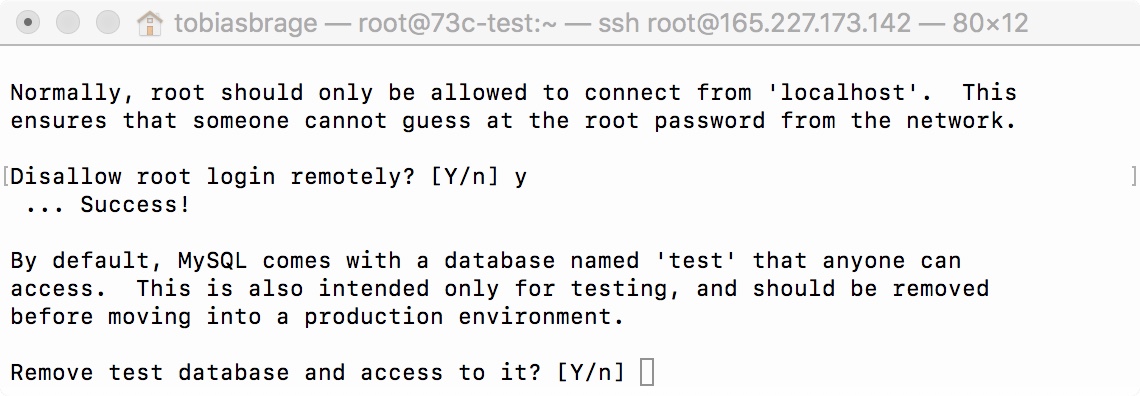 tobiasbrage — root@73c-test:~ — ssh root@165.227.173.142 — 80×12
Normally, root should only be allowed to connect from 'localhost'.  This
ensures that someone cannot guess at the root password from the network.
[Disallow root login remotely? [Y/n] y ]
 ... Success!
By default, MySQL comes with a database named 'test' that anyone can
access.  This is also intended only for testing, and should be removed
before moving into a production environment.
Remove test database and access to it? [Y/n]